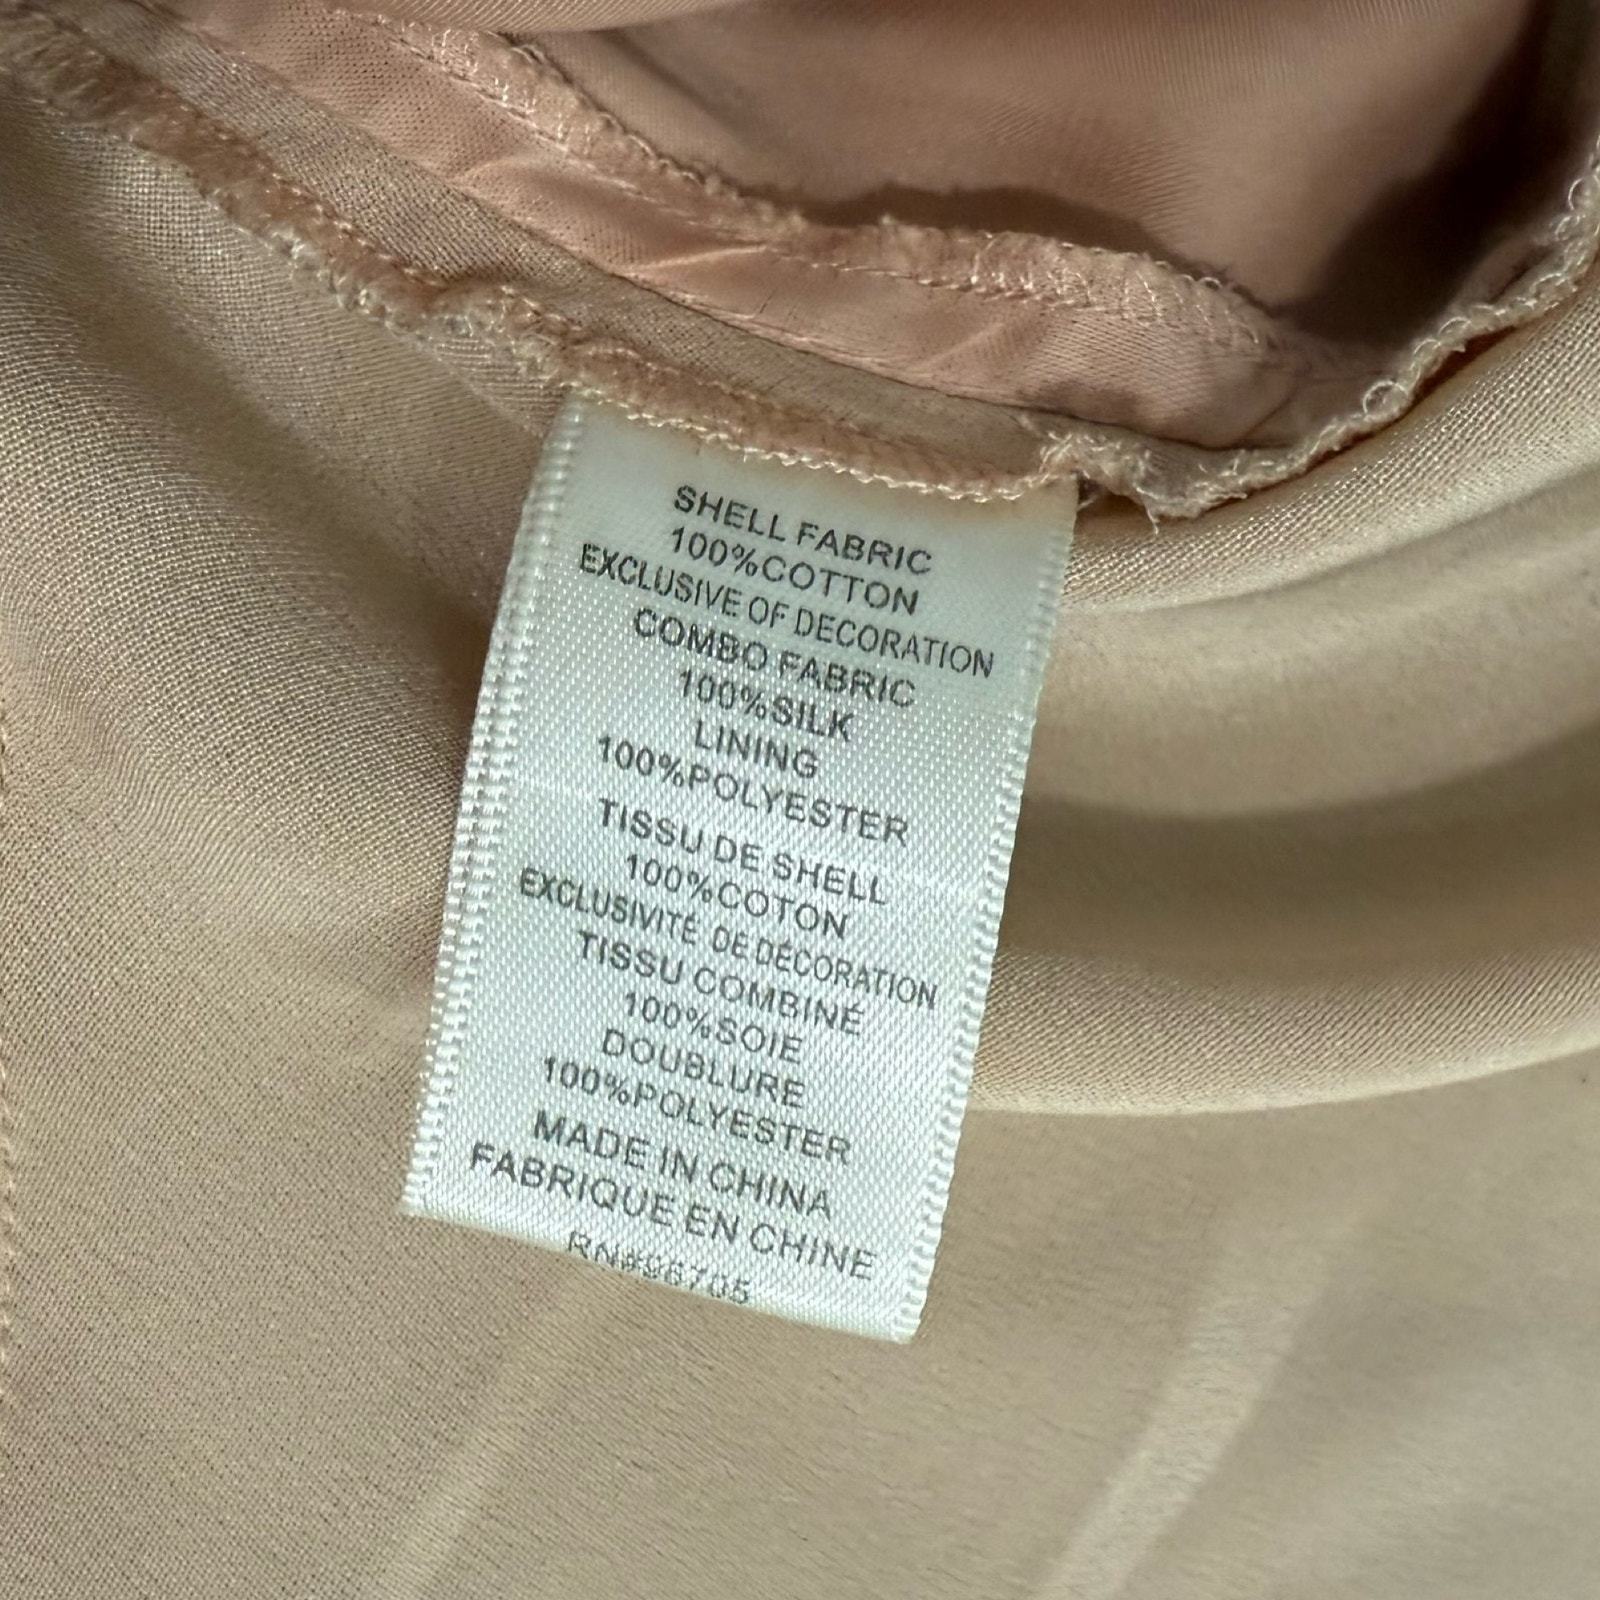 SHELL FABRIC
100%COTTON
EXCLUSIVE OF DECORATION
COMBO FABRIC
100%SILK
LINING
100%POLYESTER
TISSU DE SHELL
100%COTON
EXCLUSIVITÉ DE DÉCORATION
TISSU COMBINÉ
100%SOIE
DOUBLURE
100%POLYESTER
MADE IN CHINA
FABRIQUE EN CHINE
RN#96705